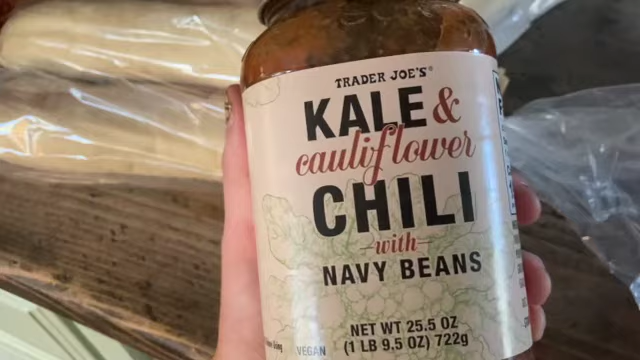 TRADER JOE'S®
KALE &
cauliflower
CHILI
with
NAVY BEANS
NET WT 25.5 OZ
(1 LB 9.5 OZ) 722g
VEGAN